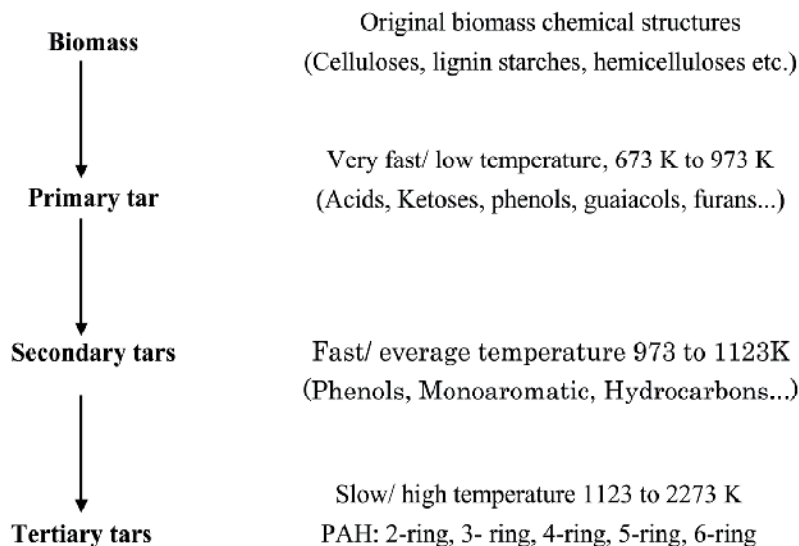 Biomass
Original biomass chemical structures
(Celluloses, lignin starches, hemicelluloses etc.)
Very fast/ low temperature, 673 K to 973 K
Primary tar
(Acids, Ketoses, phenols, guaiacols, furans...)
Secondary tars
Fast/ everage temperature 973 to 1123K
(Phenols, Monoaromatic, Hydrocarbons...)
Slow/ high temperature 1123 to 2273 K
Tertiary tars
PAH: 2-ring, 3- ring, 4-ring, 5-ring, 6-ring